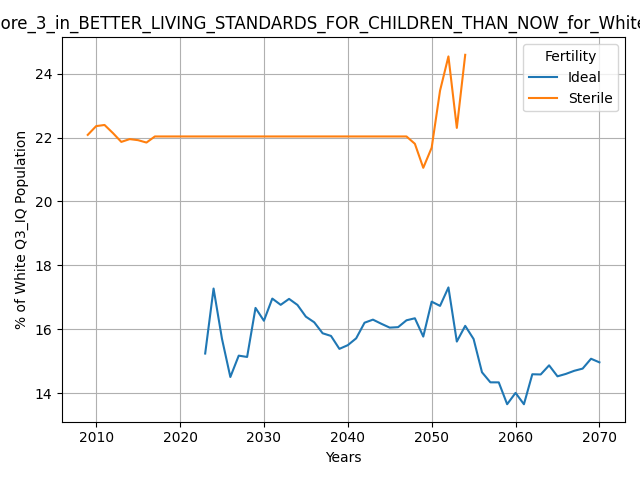 ore_3_in_BETTER_LIVING_STANDARDS_FOR_CHILDREN_THAN_NOW_for_White
Fertility
Ideal
Sterile
24
22
20
18
16
14
% of White Q3_IQ Population
2010
2020
2030
2040
2050
2060
2070
Years